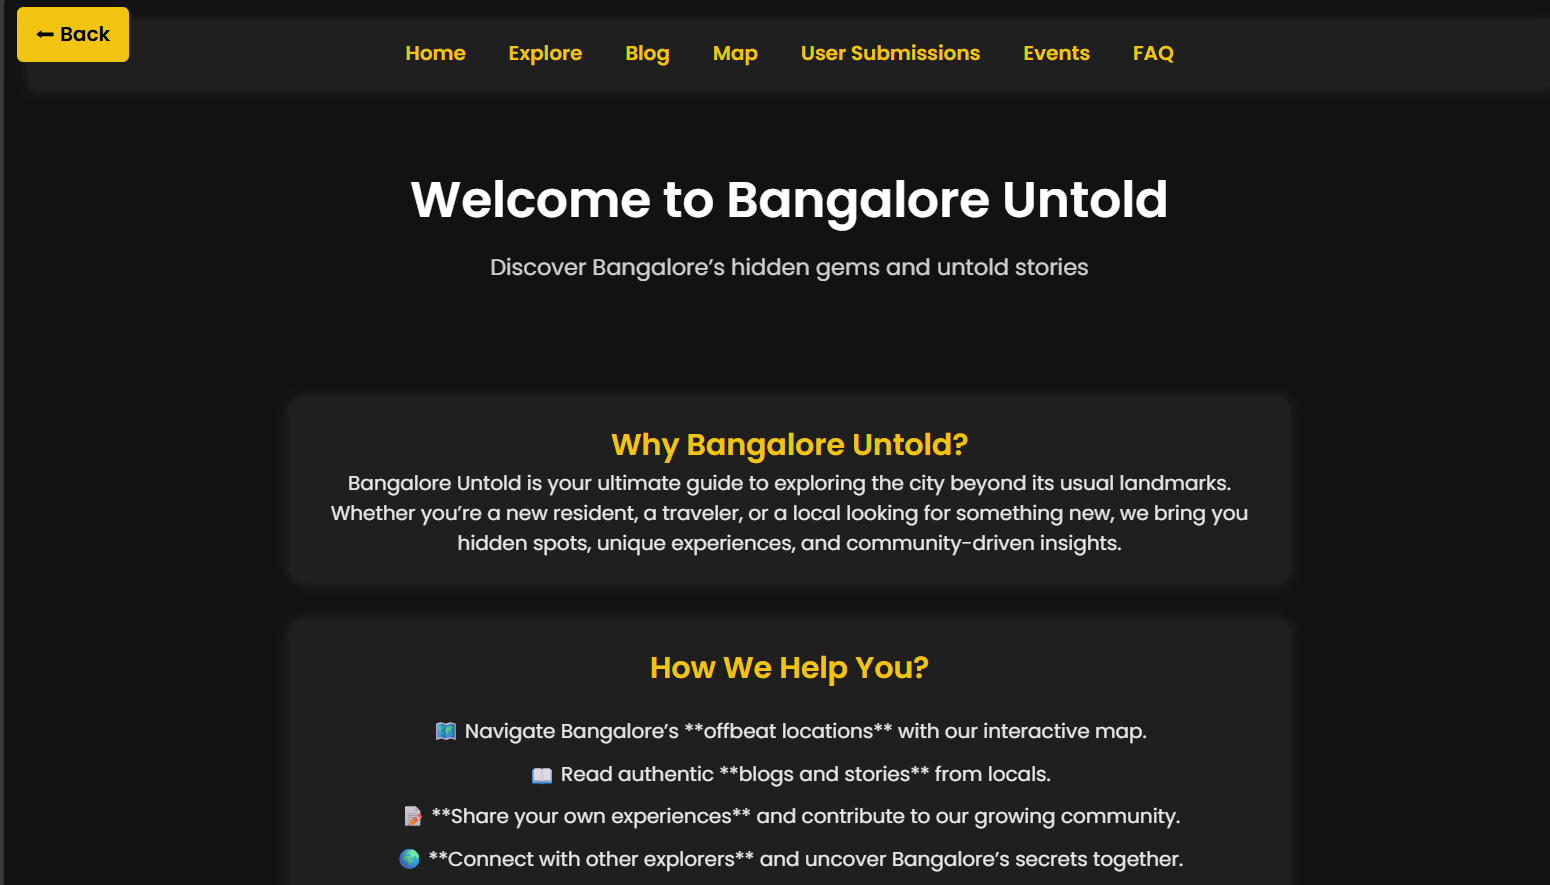 ← Back
Home Explore Blog Map User Submissions Events FAQ
Welcome to Bangalore Untold
Discover Bangalore’s hidden gems and untold stories
Why Bangalore Untold?
Bangalore Untold is your ultimate guide to exploring the city beyond its usual landmarks.
Whether you’re a new resident, a traveler, or a local looking for something new, we bring you
hidden spots, unique experiences, and community-driven insights.
How We Help You?
🗺️ Navigate Bangalore’s **offbeat locations** with our interactive map.
📖 Read authentic **blogs and stories** from locals.
📝 **Share your own experiences** and contribute to our growing community.
🌍 **Connect with other explorers** and uncover Bangalore’s secrets together.